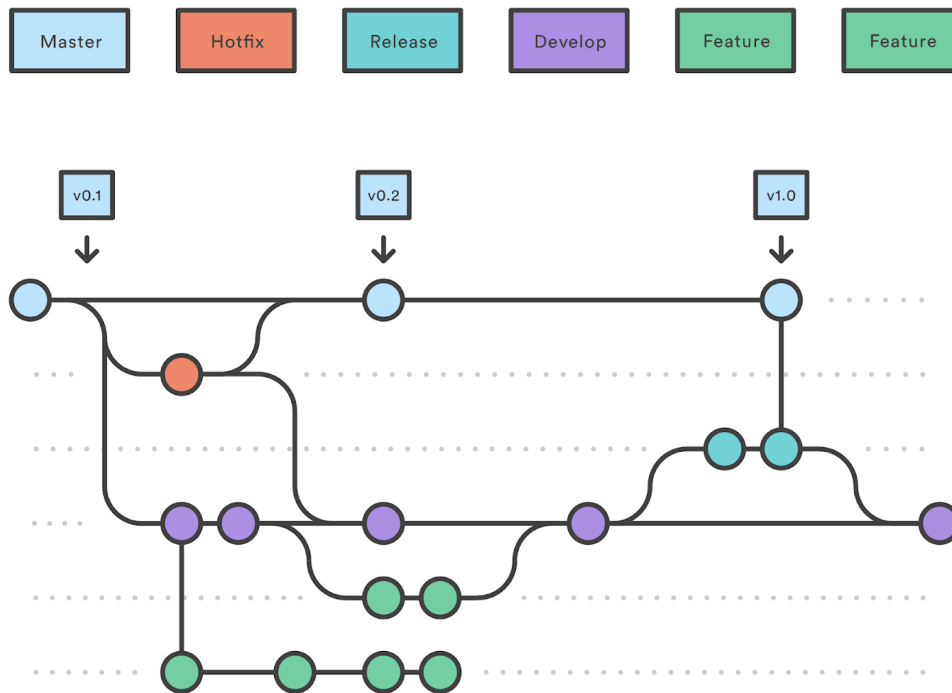 Master
Hotfix
Release
Develop
Feature
Feature
v0.1
v0.2
v1.0